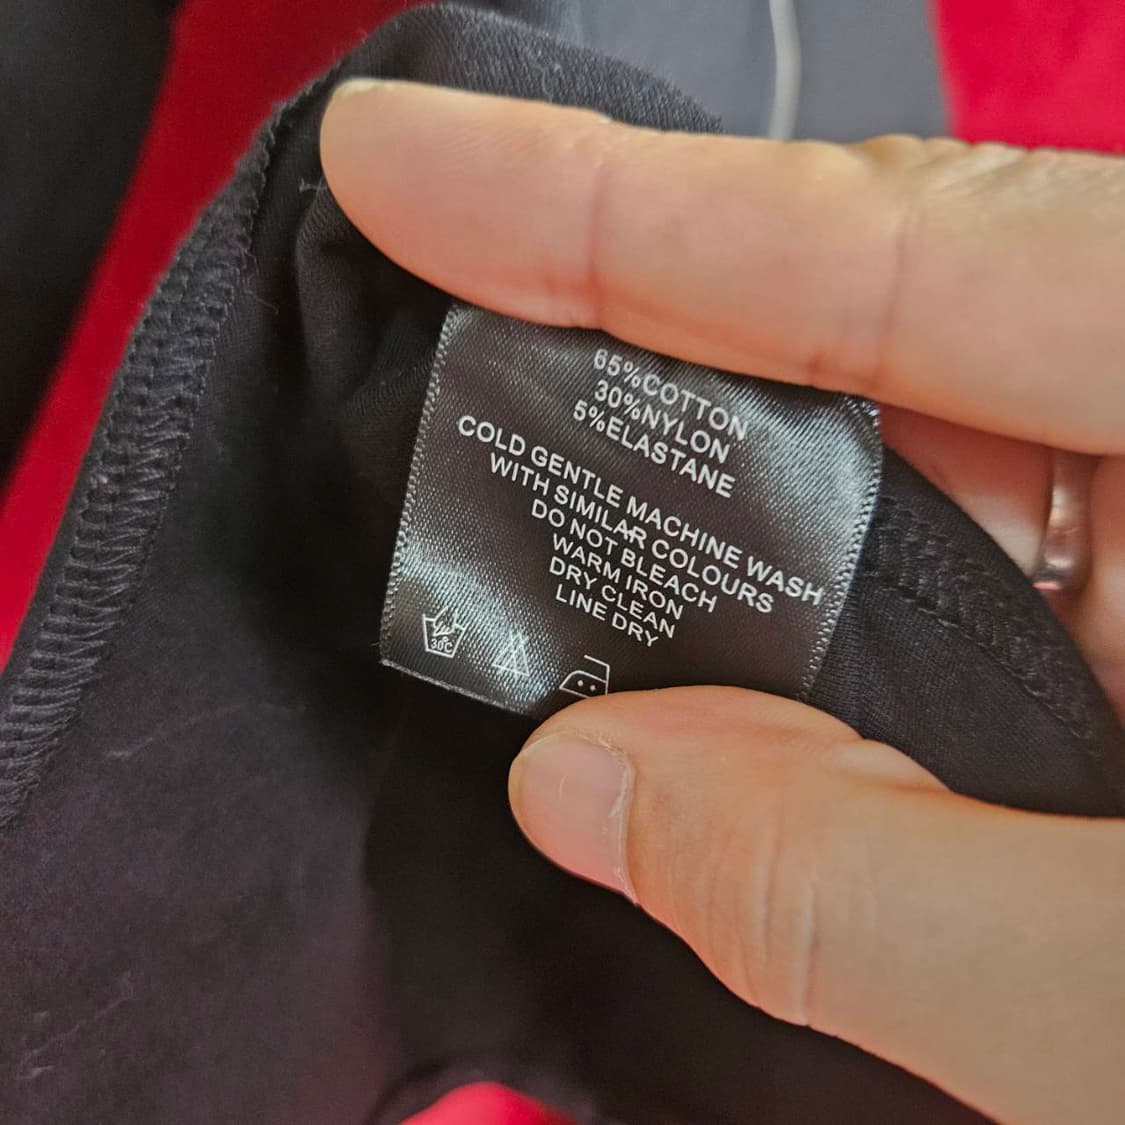 65%COTTON
30%NYLON
5%ELASTANE
COLD GENTLE MACHINE WASH
WITH SIMILAR COLOURS
DO NOT BLEACH
WARM IRON
DRY CLEAN
LINE DRY
30°C